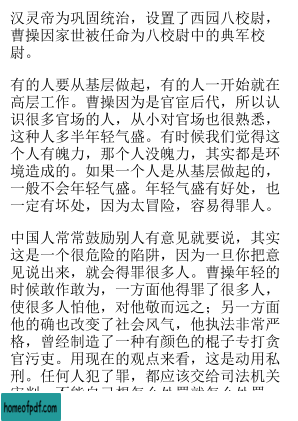 汉灵帝为巩固统治，设置了西园八校尉，
曹操因家世被任命为八校尉中的典军校
尉。
有的人要从基层做起，有的人一开始就在
高层工作。曹操因为是官宦后代，所以认
识很多官场的人，从小对官场也很熟悉，
这种人多半年轻气盛。有时候我们觉得这
个人有魄力，那个人没魄力，其实都是环
境造成的。如果一个人是从基层做起的，
一般不会年轻气盛。年轻气盛有好处，也
一定有坏处，因为太冒险，容易得罪人。
中国人常常鼓励别人有意见就要说，其实
这是一个很危险的陷阱，因为一旦你把意
见说出来，就会得罪很多人。曹操年轻的
时候敢作敢为，一方面他得罪了很多人，
使很多人怕他，对他敬而远之；另一方面
他的确也改变了社会风气，他执法非常严
格，曾经制造了一种有颜色的棍子专打贪
官污吏。用现在的观点来看，这是动用私
刑。任何人犯了罪，都应该交给司法机关
homeofpdf.com